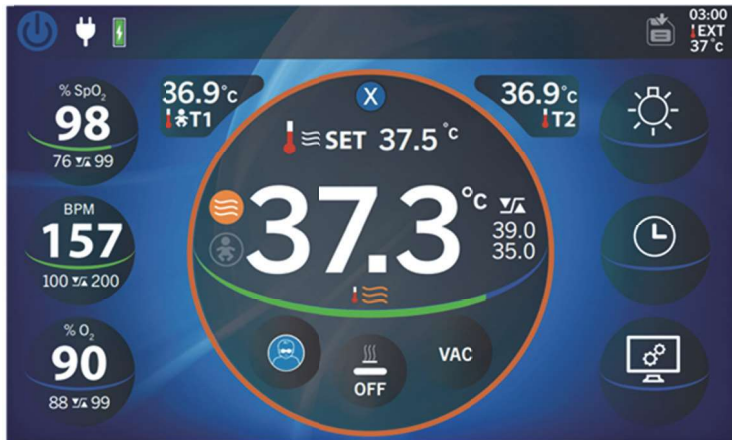 03:00
EXT
37°c
% SpO₂
98
76 99
36.9°c
T1
X
36.9°c
T2
SET 37.5 °c
BPM
157
100 200
37.3 °c
39.0
35.0
% O₂
90
88 99
OFF
VAC